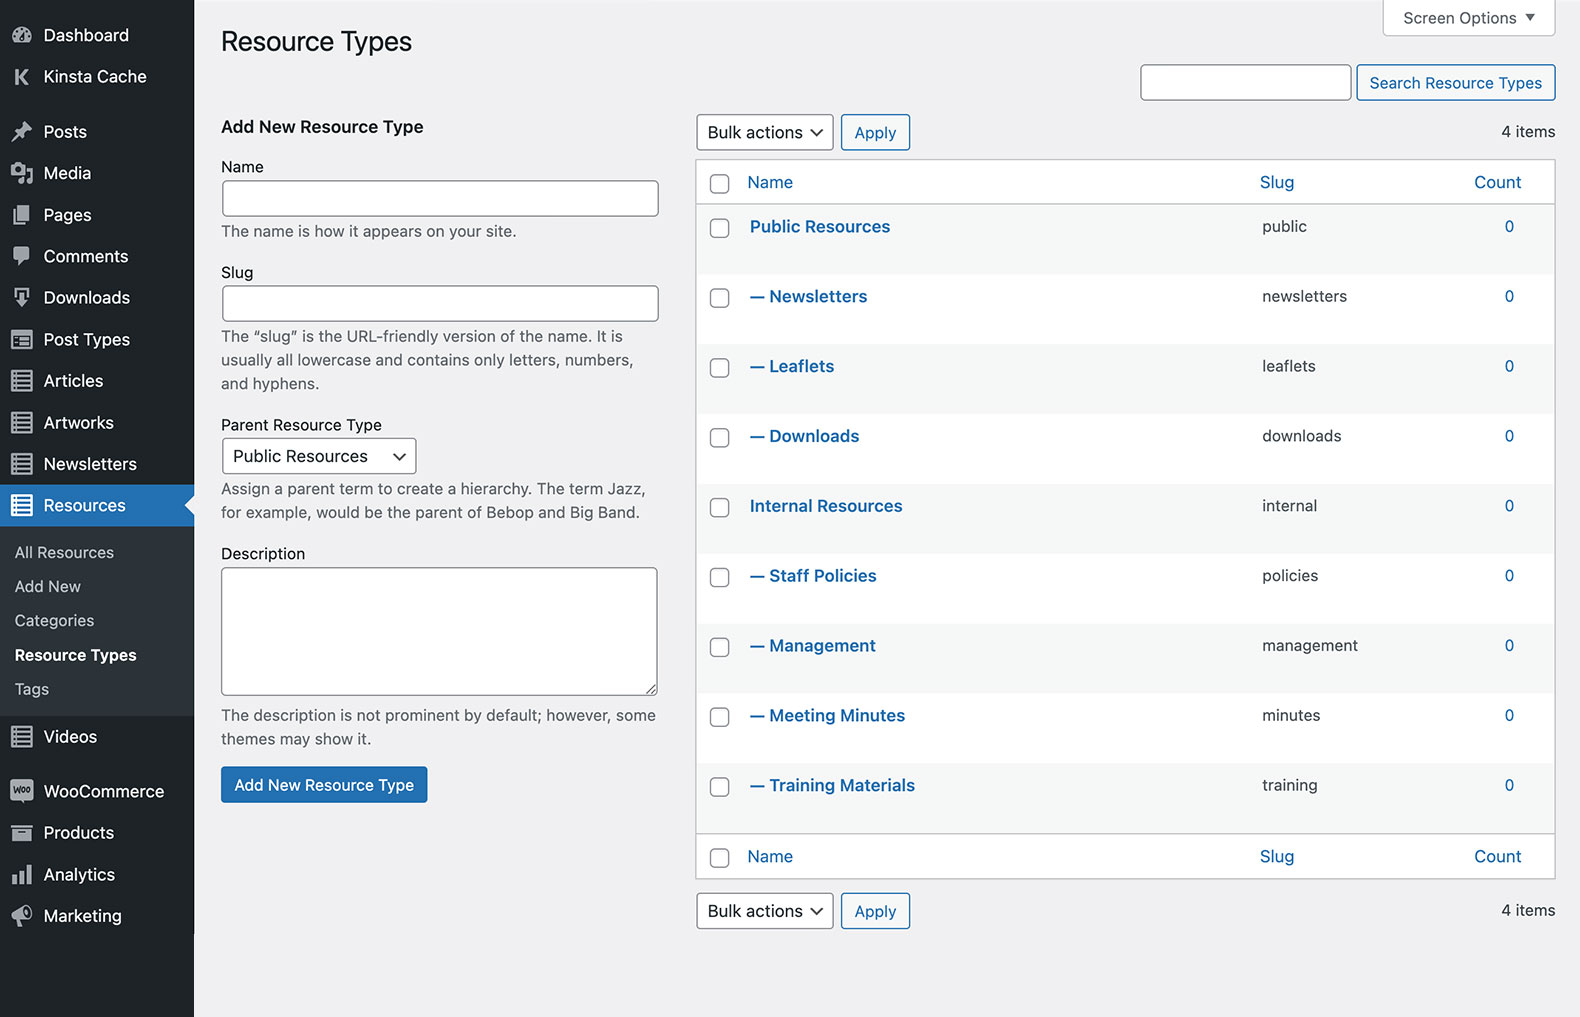 Dashboard
Kinsta Cache
Posts
Media
Pages
Comments
Downloads
Post Types
Articles
Artworks
Newsletters
Resources
All Resources
Add New
Categories
Resource Types
Tags
Videos
WOO WooCommerce
Products
Analytics
Marketing
Screen Options ▼
Resource Types
Search Resource Types
Add New Resource Type
Name
The name is how it appears on your site.
Slug
The “slug” is the URL-friendly version of the name. It is
usually all lowercase and contains only letters, numbers,
and hyphens.
Parent Resource Type
Public Resources
Assign a parent term to create a hierarchy. The term Jazz,
for example, would be the parent of Bebop and Big Band.
Description
The description is not prominent by default; however, some
themes may show it.
Add New Resource Type
Bulk actions Apply 4 items
Name Slug Count
Public Resources public 0
— Newsletters newsletters 0
— Leaflets leaflets 0
— Downloads downloads 0
Internal Resources internal 0
— Staff Policies policies 0
— Management management 0
— Meeting Minutes minutes 0
— Training Materials training 0
Name Slug Count
Bulk actions Apply 4 items